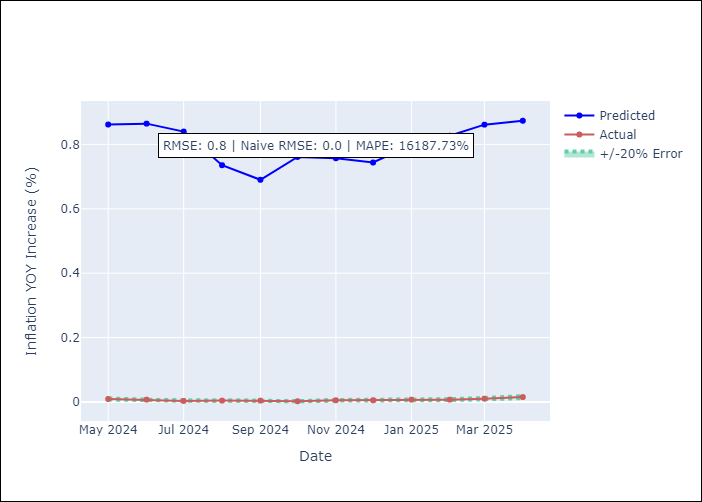 Predicted
Actual
+/-20% Error
RMSE: 0.8 | Naive RMSE: 0.0 | MAPE: 16187.73%
Inflation YOY Increase (%)
0.8
0.6
0.4
0.2
0
May 2024 Jul 2024 Sep 2024 Nov 2024 Jan 2025 Mar 2025
Date